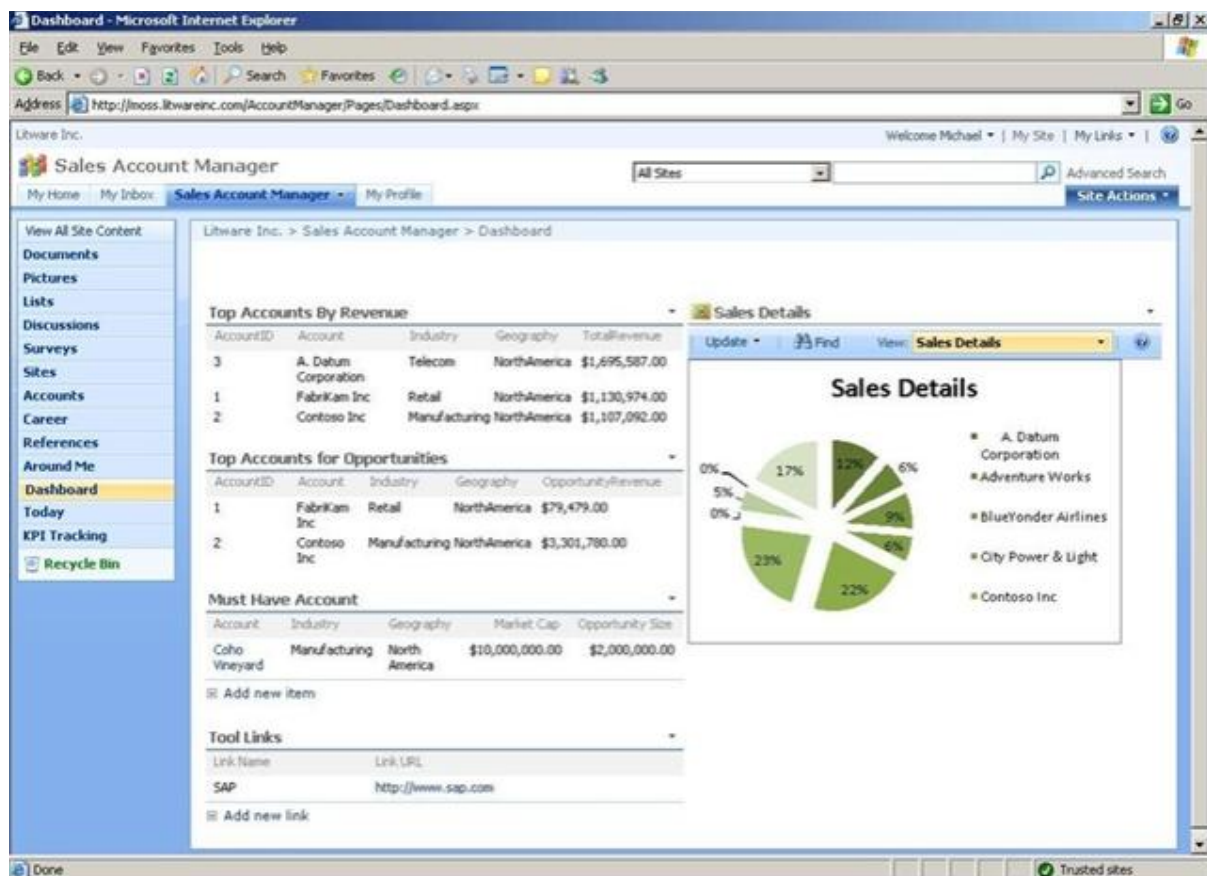 Dashboard - Microsoft Internet Explorer
File Edit View Favorites Tools Help
Back Search Favorites
Address http://moss.litwareinc.com/AccountManager/Pages/Dashboard.aspx Go
Litware Inc. Welcome Michael | My Site | My Links |
Sales Account Manager All Sites Advanced Search
My Home My Inbox Sales Account Manager My Profile Site Actions
View All Site Content
Documents
Pictures
Lists
Discussions
Surveys
Sites
Accounts
Career
References
Around Me
Dashboard
Today
KPI Tracking
Recycle Bin
Litware Inc. > Sales Account Manager > Dashboard
Top Accounts By Revenue
AccountID Account Industry Geography TotalRevenue
3 A. Datum Telecom NorthAmerica $1,695,587.00
Corporation
1 FabriKam Inc Retail NorthAmerica $1,130,974.00
2 Contoso Inc Manufacturing NorthAmerica $1,107,092.00
Top Accounts for Opportunities
AccountID Account Industry Geography OpportunityRevenue
1 FabriKam Retail NorthAmerica $79,479.00
Inc
2 Contoso Manufacturing NorthAmerica $3,301,780.00
Inc
Must Have Account
Account Industry Geography Market Cap Opportunity Size
Coho Manufacturing North $10,000,000.00 $2,000,000.00
Vineyard America
Add new item
Tool Links
Link Name Link URL
SAP http://www.sap.com
Add new link
Sales Details
Update Find View: Sales Details
Sales Details
0% 17% 12% 6%
5%
0% 9%
6%
23%
22%
A. Datum
Corporation
Adventure Works
BlueYonder Airlines
City Power & Light
Contoso Inc
Done Trusted sites